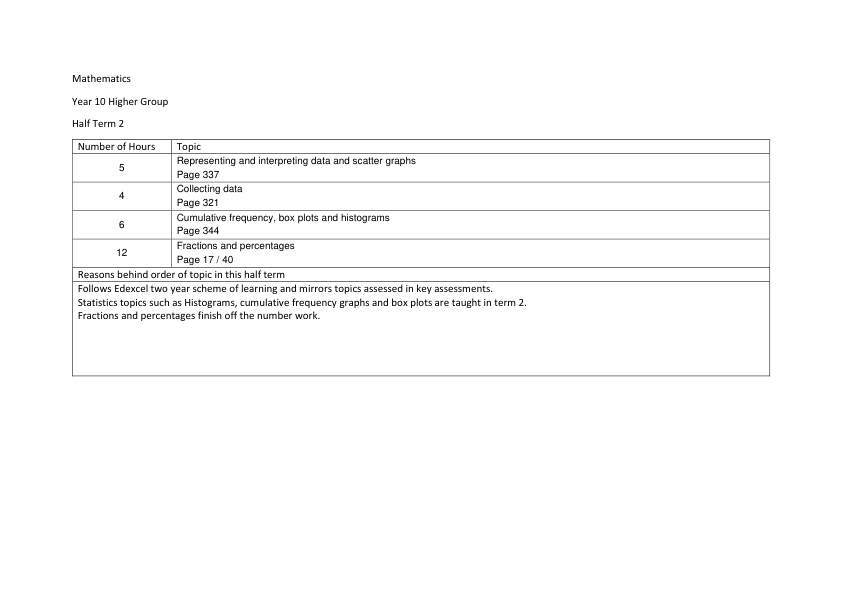 Mathematics
Year 10 Higher Group
Half Term 2
Number of Hours Topic
5 Representing and interpreting data and scatter graphs
Page 337
4 Collecting data
Page 321
6 Cumulative frequency, box plots and histograms
Page 344
12 Fractions and percentages
Page 17 / 40
Reasons behind order of topic in this half term
Follows Edexcel two year scheme of learning and mirrors topics assessed in key assessments.
Statistics topics such as Histograms, cumulative frequency graphs and box plots are taught in term 2.
Fractions and percentages finish off the number work.